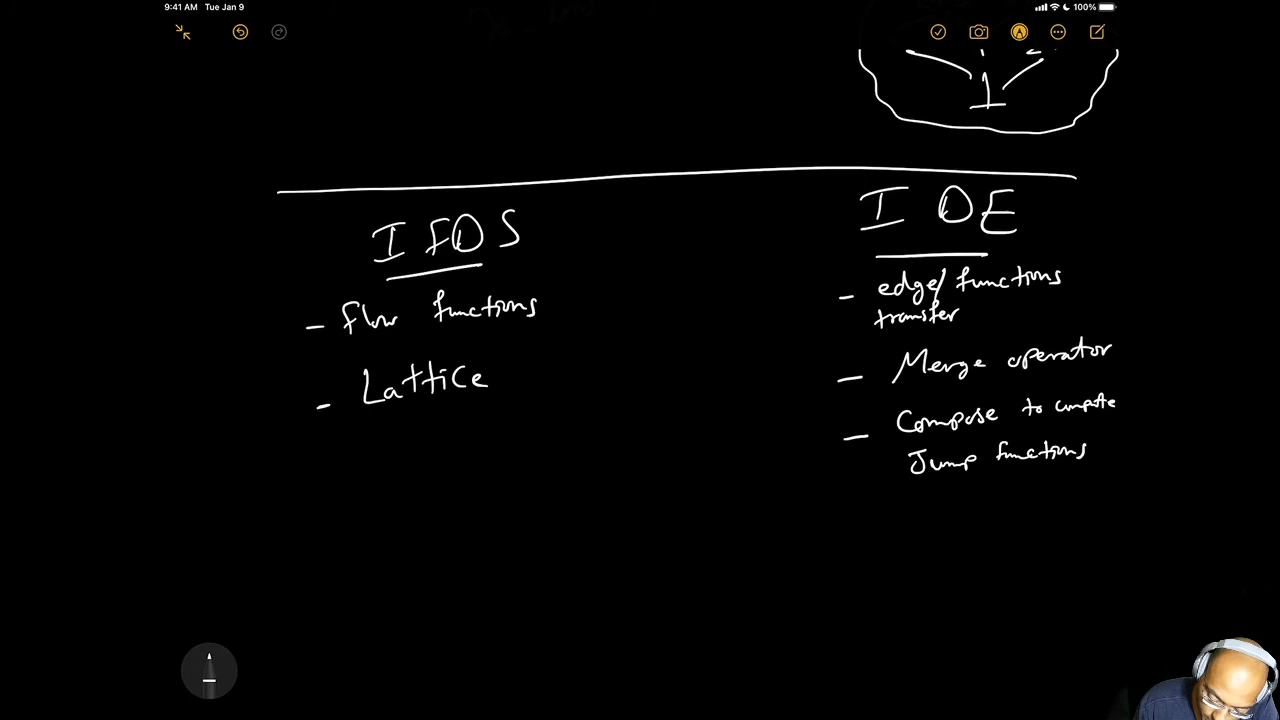 9:41 AM Tue Jan 9
100%
1
IFDS
- flow functions
- Lattice
IDE
- edge/functions
transfer
- Merge operator
- Compose to compute
Jump functions